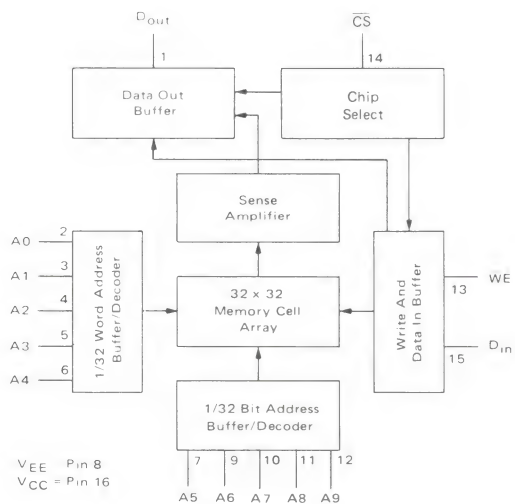 Dout
CS
1
14
Data Out
Buffer
Chip
Select
Sense
Amplifier
A0
2
A1
3
A2
4
A3
5
A4
6
1/32 Word Address
Buffer/Decoder
32 × 32
Memory Cell
Array
Write And
Data In Buffer
WE
13
Din
15
1/32 Bit Address
Buffer/Decoder
7 9 10 11 12
A5 A6 A7 A8 A9
VEE Pin 8
VCC = Pin 16